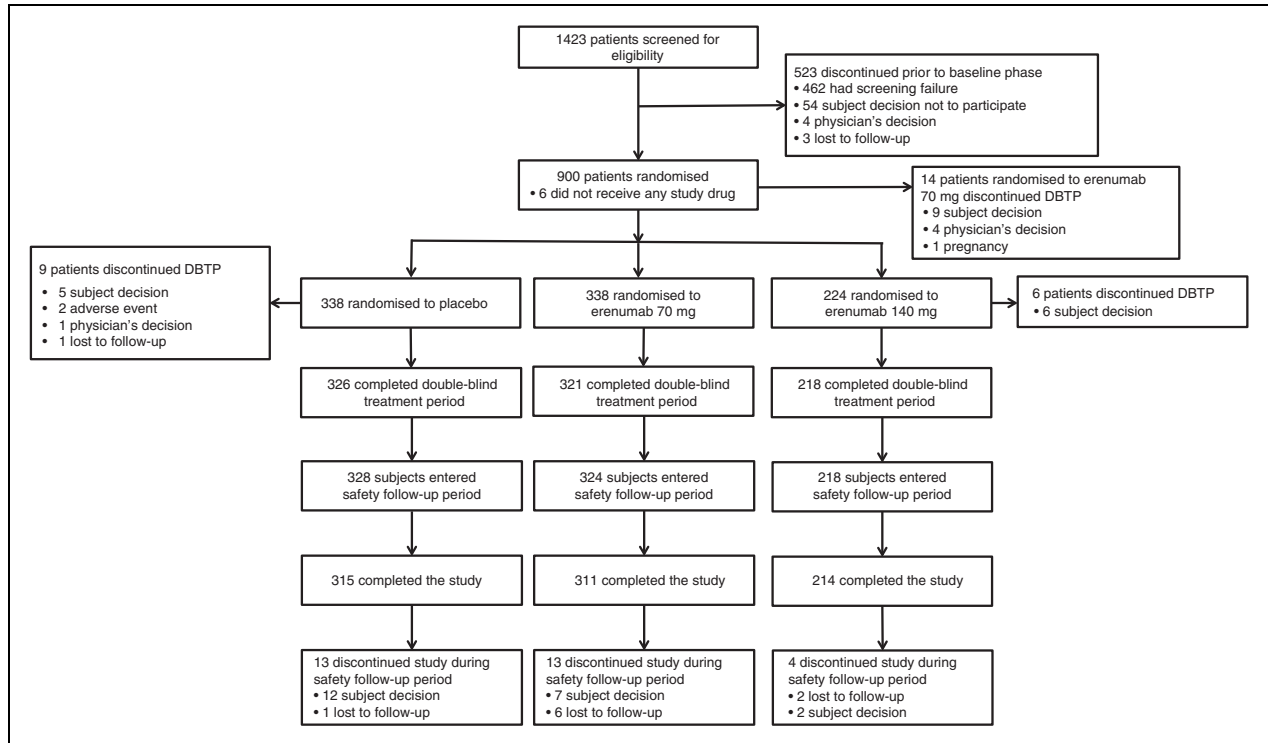 1423 patients screened for
eligibility
523 discontinued prior to baseline phase
• 462 had screening failure
• 54 subject decision not to participate
• 4 physician's decision
• 3 lost to follow-up
900 patients randomised
• 6 did not receive any study drug
14 patients randomised to erenumab
70 mg discontinued DBTP
• 9 subject decision
• 4 physician's decision
• 1 pregnancy
9 patients discontinued DBTP
• 5 subject decision
• 2 adverse event
• 1 physician's decision
• 1 lost to follow-up
338 randomised to placebo
338 randomised to
erenumab 70 mg
224 randomised to
erenumab 140 mg
6 patients discontinued DBTP
• 6 subject decision
326 completed double-blind
treatment period
321 completed double-blind
treatment period
218 completed double-blind
treatment period
328 subjects entered
safety follow-up period
324 subjects entered
safety follow-up period
218 subjects entered
safety follow-up period
315 completed the study
311 completed the study
214 completed the study
13 discontinued study during
safety follow-up period
• 12 subject decision
• 1 lost to follow-up
13 discontinued study during
safety follow-up period
• 7 subject decision
• 6 lost to follow-up
4 discontinued study during
safety follow-up period
• 2 lost to follow-up
• 2 subject decision